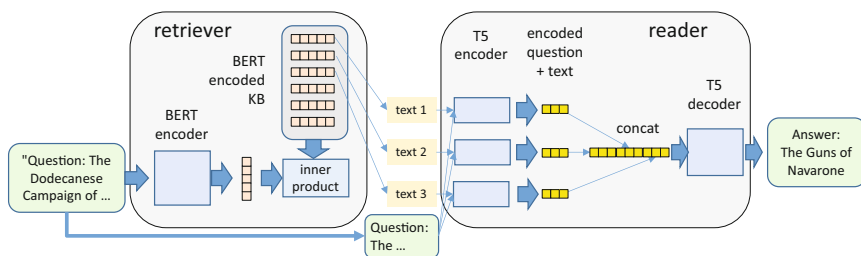 retriever
BERT
encoded
KB
BERT
encoder
"Question: The
Dodecanese
Campaign of ...
inner
product
text 1
text 2
text 3
Question:
The ...
reader
T5
encoder
encoded
question
+ text
concat
T5
decoder
Answer:
The Guns of
Navarone